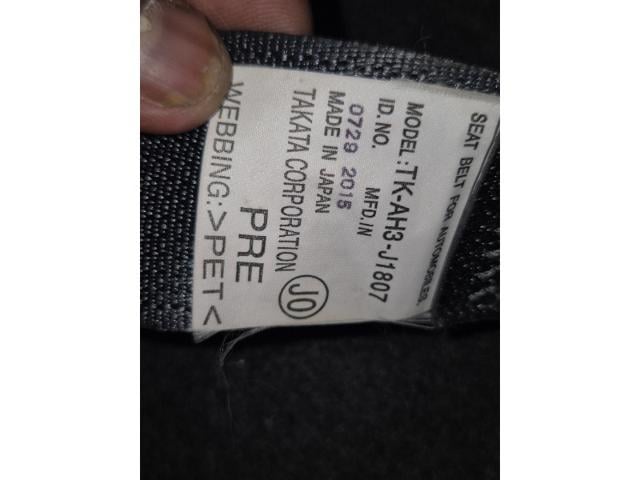 SEAT BELT FOR AUTOMOBILES.
MODEL:TK-AH3-J1807
ID.NO. MFD.IN
0729 2015
MADE IN JAPAN
TAKATA CORPORATION JO
PRE
WEBBING:>PET<